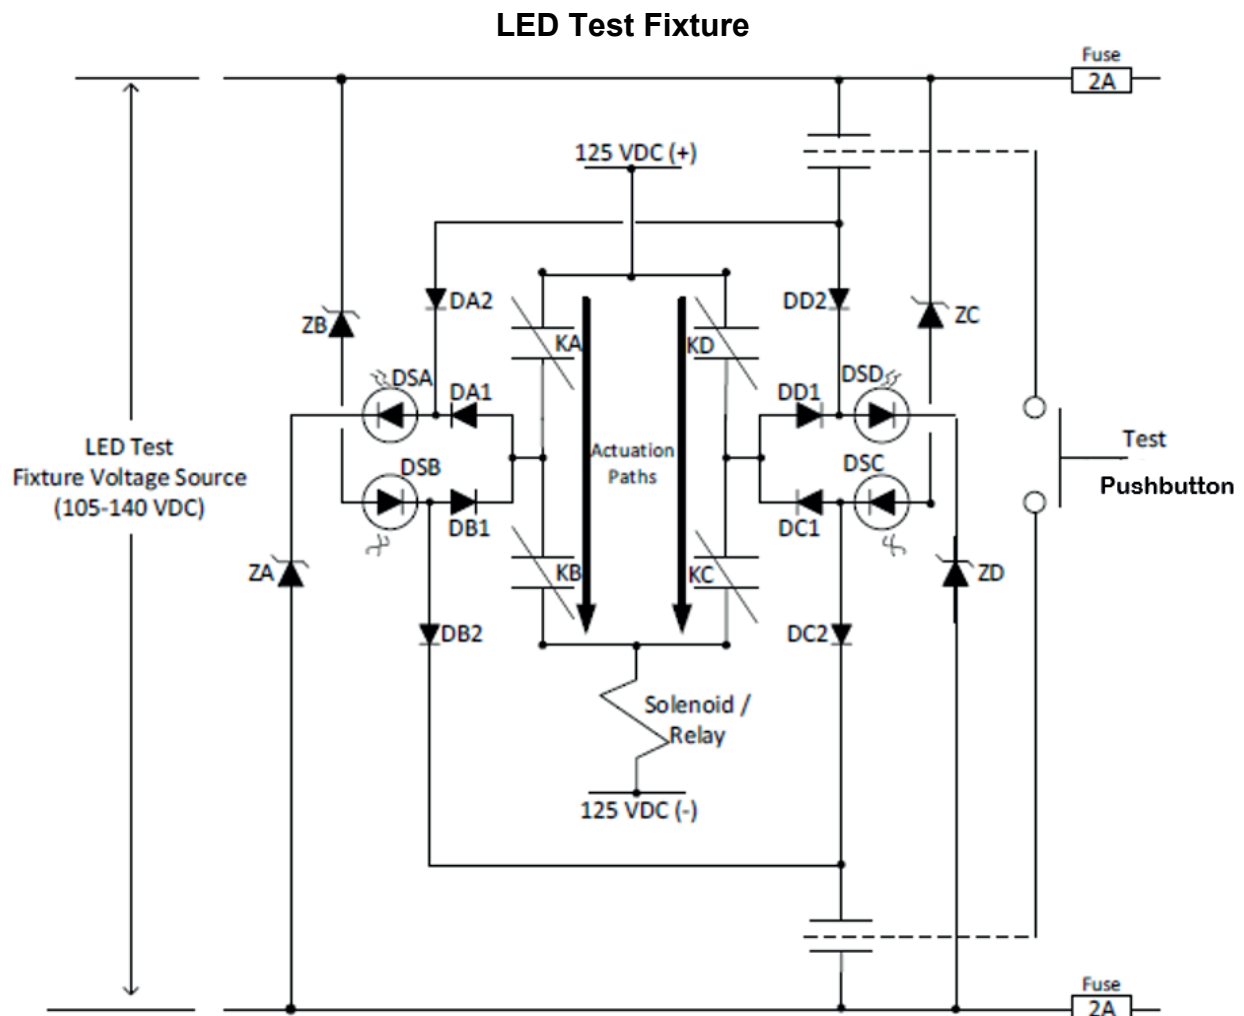 LED Test Fixture
Fuse
2A
125 VDC (+)
DA2
DD2
ZB
ZC
KA
KD
DSA
DA1
DD1
DSD
Actuation
Paths
LED Test
Fixture Voltage Source
(105-140 VDC)
Test
Pushbutton
DSB
DSC
DB1
DC1
ZA
KB
KC
ZD
DB2
DC2
Solenoid /
Relay
125 VDC (-)
Fuse
2A